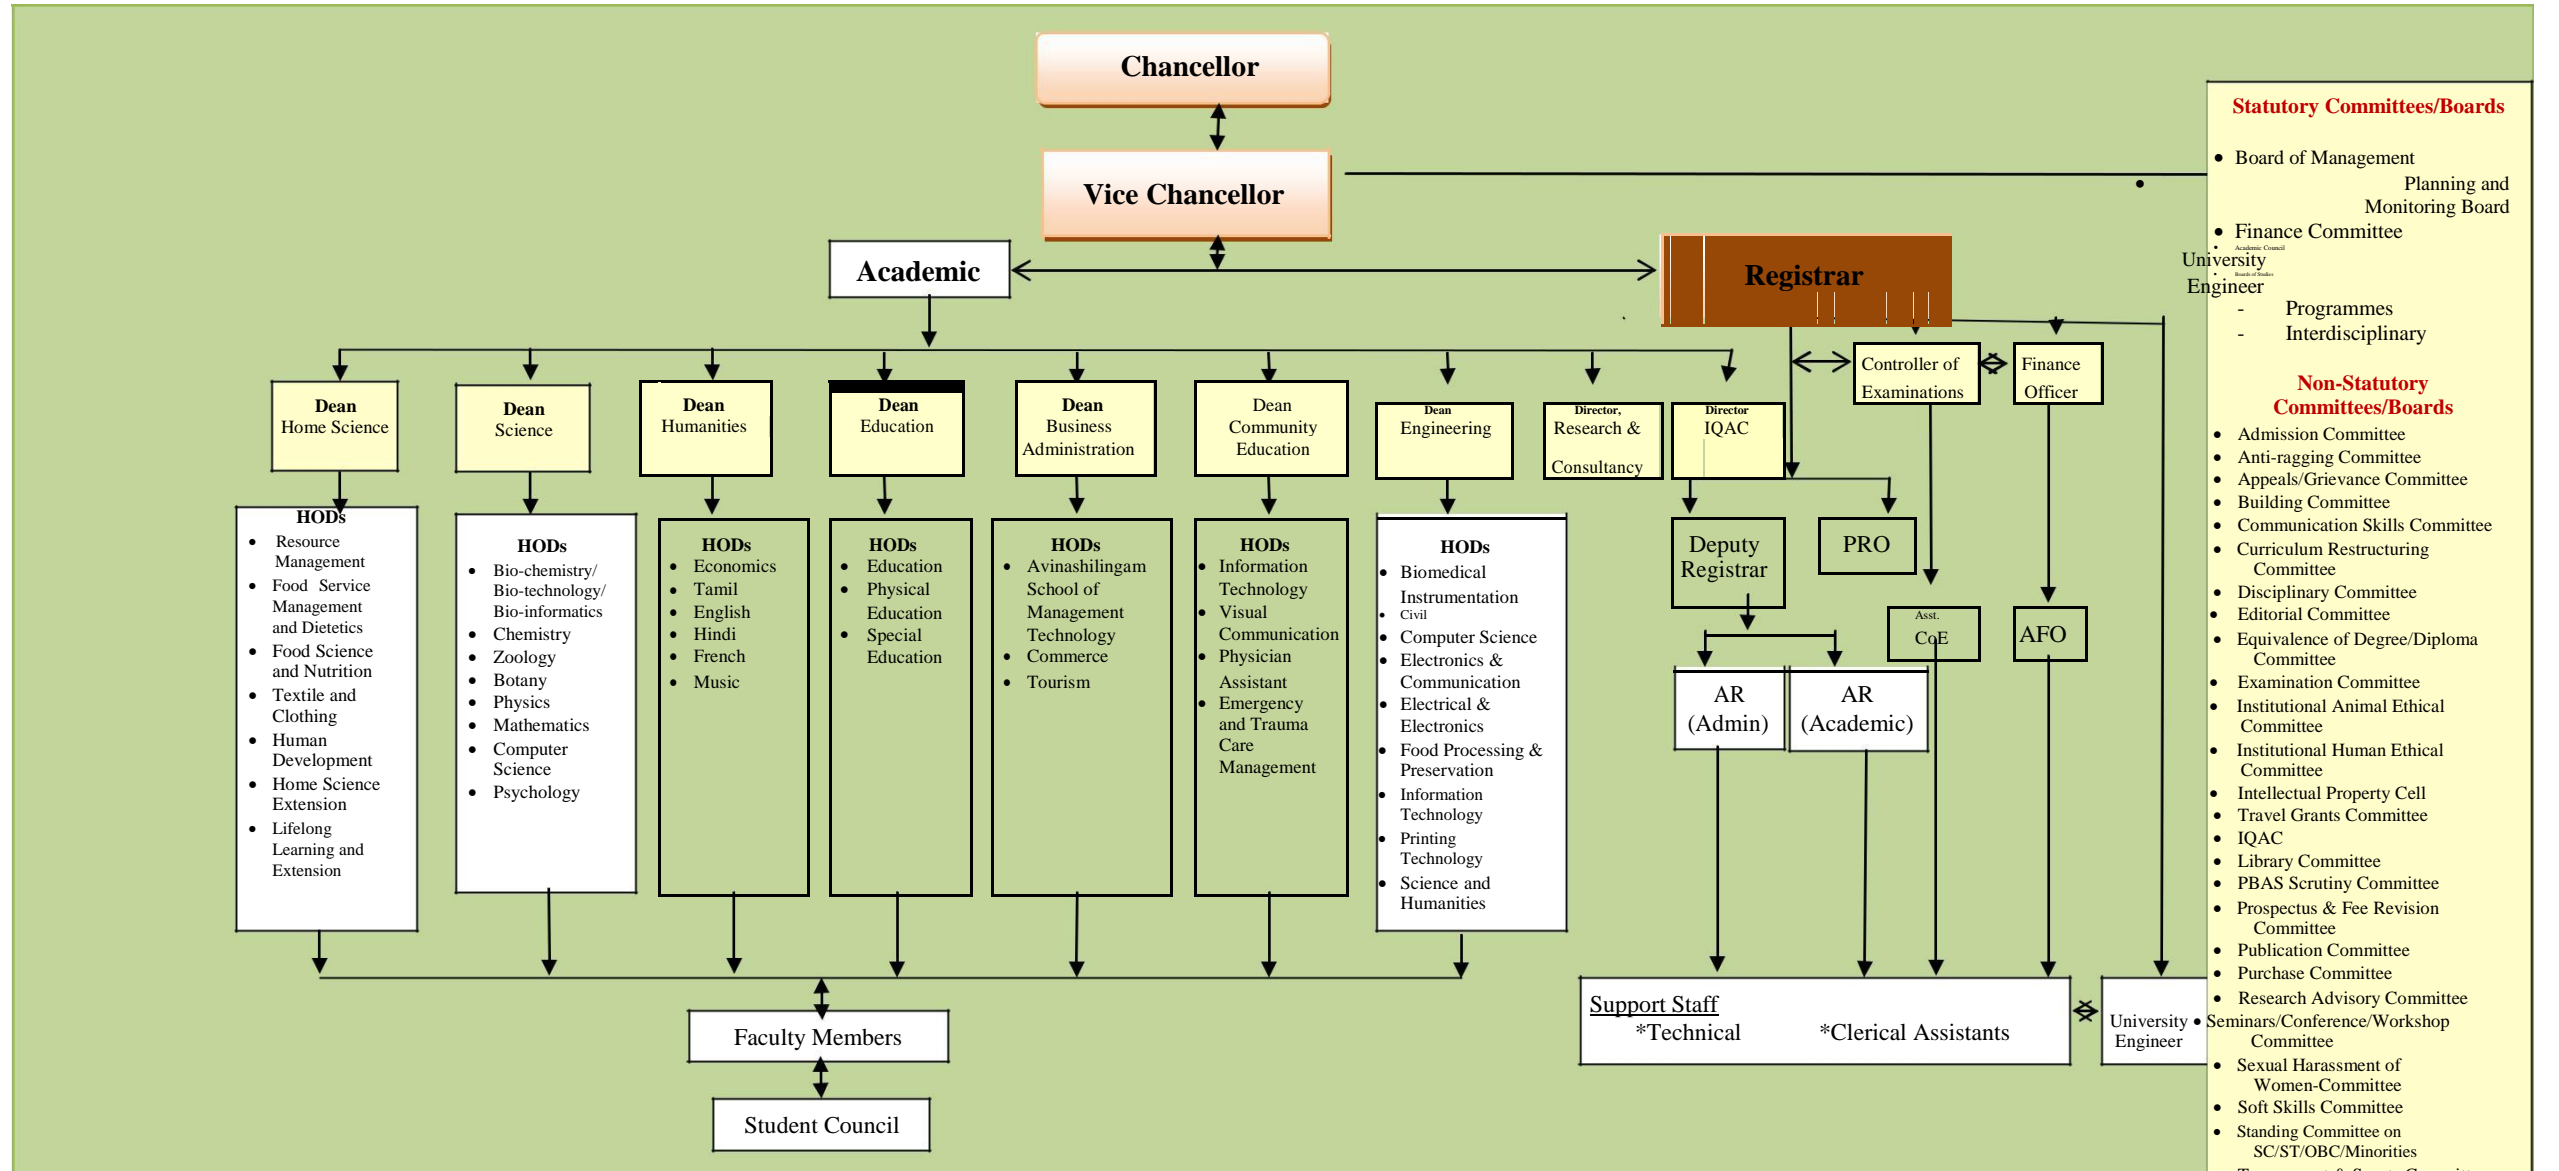 Chancellor
Vice Chancellor
Academic
Registrar
Dean
Home Science
Dean
Science
Dean
Humanities
Dean
Education
Dean
Business
Administration
Dean
Community
Education
Dean
Engineering
Director,
Research &
Consultancy
Director
IQAC
Controller of
Examinations
Finance
Officer
HODs
• Resource
Management
• Food Service
Management
and Dietetics
• Food Science
and Nutrition
• Textile and
Clothing
• Human
Development
• Home Science
Extension
• Lifelong
Learning and
Extension
HODs
• Bio-chemistry/
Bio-technology/
Bio-informatics
• Chemistry
• Zoology
• Botany
• Physics
• Mathematics
• Computer
Science
• Psychology
HODs
• Economics
• Tamil
• English
• Hindi
• French
• Music
HODs
• Education
• Physical
Education
• Special
Education
HODs
• Avinashilingam
School of
Management
Technology
• Commerce
• Tourism
HODs
• Information
Technology
• Visual
Communication
• Physician
Assistant
• Emergency
and Trauma
Care
Management
HODs
• Biomedical
Instrumentation
• Civil
• Computer Science
• Electronics &
Communication
• Electrical &
Electronics
• Food Processing &
Preservation
• Information
Technology
• Printing
Technology
• Science and
Humanities
Deputy
Registrar
PRO
Asst.
CoE
AFO
AR
(Admin)
AR
(Academic)
Faculty Members
Student Council
Support Staff
*Technical *Clerical Assistants
University
Engineer
Statutory Committees/Boards
• Board of Management
• Planning and
Monitoring Board
• Finance Committee
• Academic Council
University
• Boards of Studies
Engineer
- Programmes
- Interdisciplinary
Non-Statutory
Committees/Boards
• Admission Committee
• Anti-ragging Committee
• Appeals/Grievance Committee
• Building Committee
• Communication Skills Committee
• Curriculum Restructuring
Committee
• Disciplinary Committee
• Editorial Committee
• Equivalence of Degree/Diploma
Committee
• Examination Committee
• Institutional Animal Ethical
Committee
• Institutional Human Ethical
Committee
• Intellectual Property Cell
• Travel Grants Committee
• IQAC
• Library Committee
• PBAS Scrutiny Committee
• Prospectus & Fee Revision
Committee
• Publication Committee
• Purchase Committee
• Research Advisory Committee
• Seminars/Conference/Workshop
Committee
• Sexual Harassment of
Women-Committee
• Soft Skills Committee
• Standing Committee on
SC/ST/OBC/Minorities